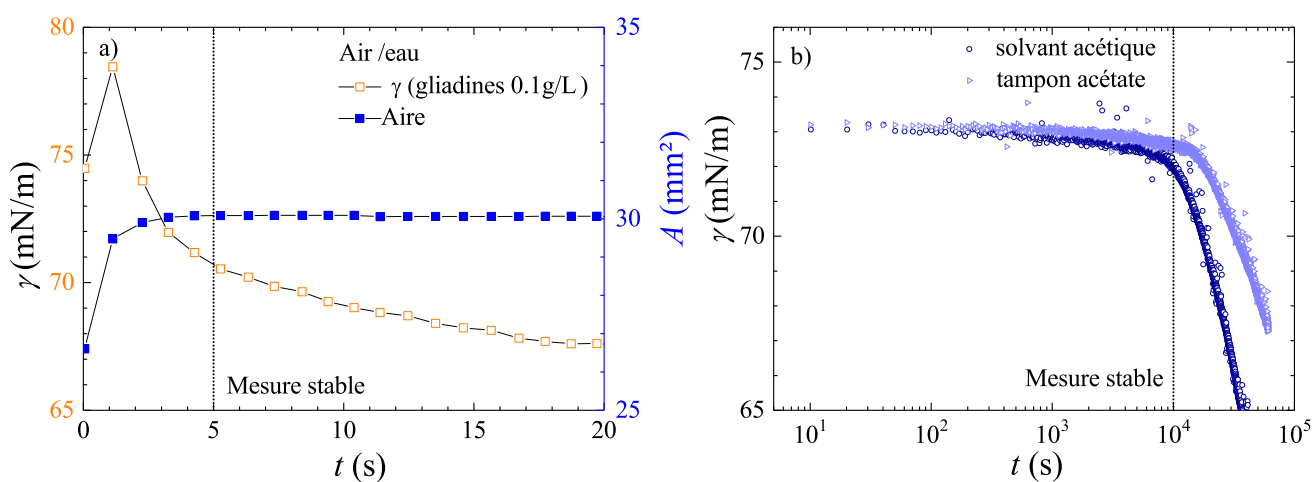 a)
Air /eau
γ (gliadines 0.1g/L )
Aire
Mesure stable
80
75
70
65
γ (mN/m)
0
5
10
15
20
t (s)
35
30
25
A (mm²)
b)
solvant acétique
tampon acétate
Mesure stable
75
70
65
γ (mN/m)
10¹
10²
10³
10⁴
10⁵
t (s)